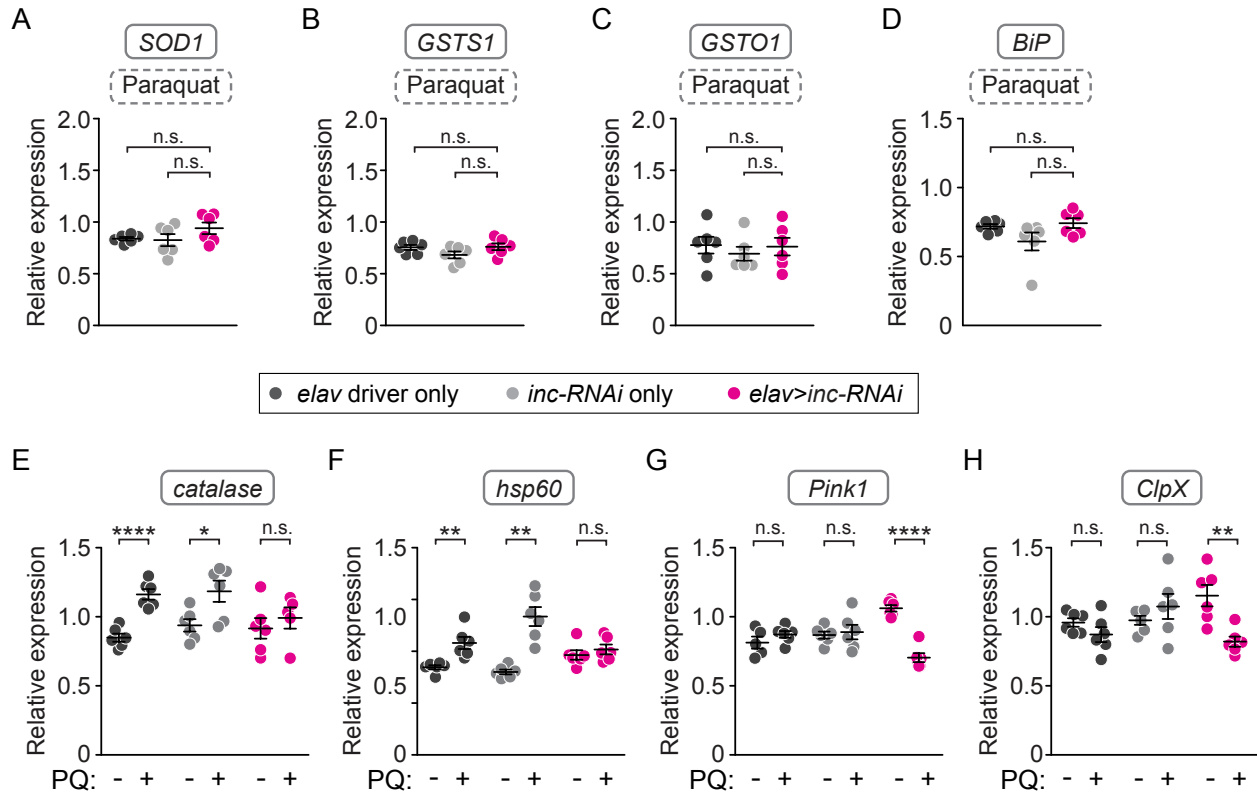 A
B
C
D
SOD1
GSTS1
GSTO1
BiP
Paraquat
Paraquat
Paraquat
Paraquat
Relative expression
2.0
1.5
1.0
0.5
0
n.s.
n.s.
Relative expression
2.0
1.5
1.0
0.5
0
n.s.
n.s.
Relative expression
2.0
1.5
1.0
0.5
0
n.s.
n.s.
Relative expression
1.5
1.0
0.5
0
n.s.
n.s.
elav driver only
inc-RNAi only
elav>inc-RNAi
E
F
G
H
catalase
hsp60
Pink1
ClpX
Relative expression
1.5
1.0
0.5
0
****
*
n.s.
PQ: - + - + - +
Relative expression
1.5
1.0
0.5
0
**
**
n.s.
PQ: - + - + - +
Relative expression
1.5
1.0
0.5
0
n.s.
n.s.
****
PQ: - + - + - +
Relative expression
1.5
1.0
0.5
0
n.s.
n.s.
**
PQ: - + - + - +